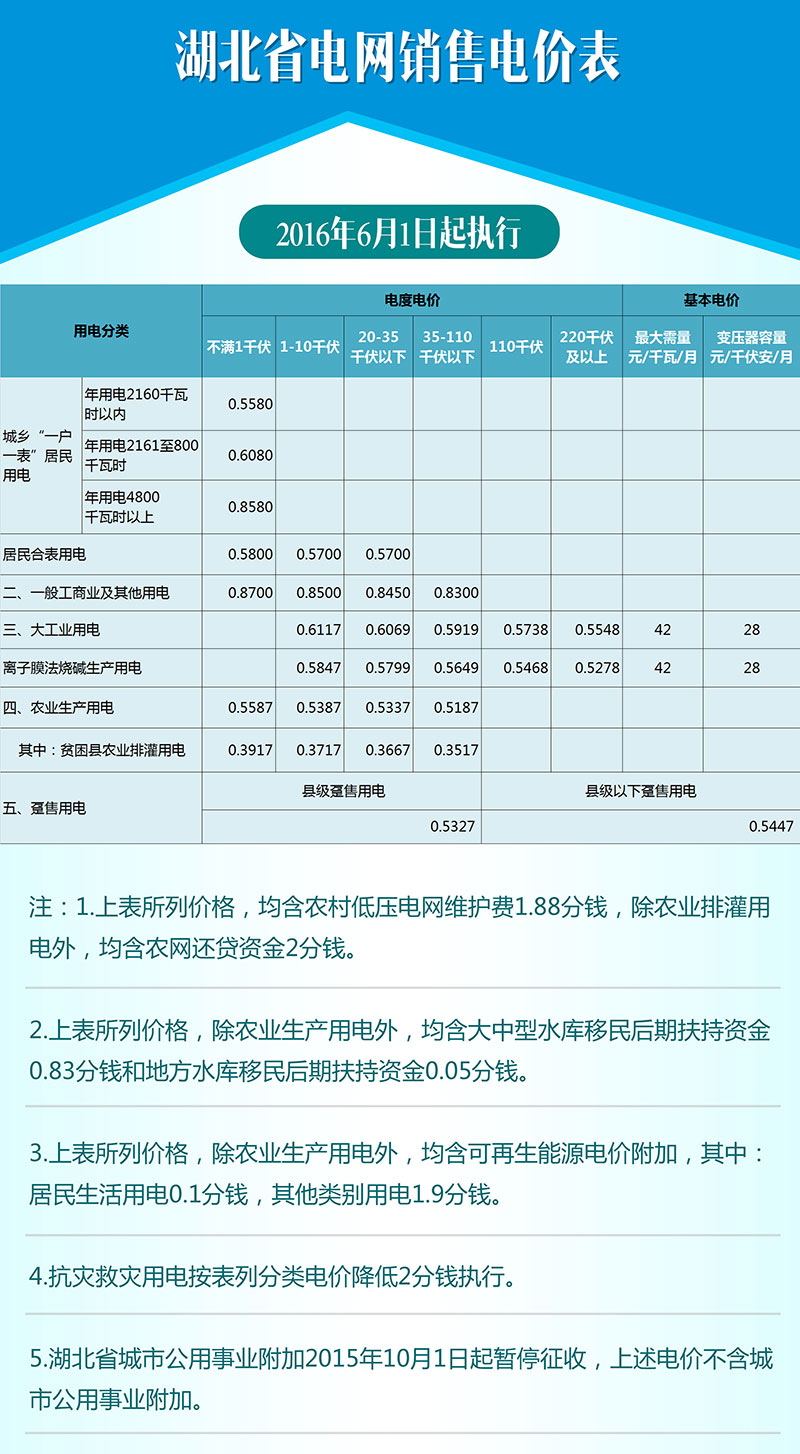 湖北省电网销售电价表
2016年6月1日起执行
用电分类
电度电价
基本电价
不满1千伏
1-10千伏
20-35
千伏以下
35-110
千伏以下
110千伏
220千伏
及以上
最大需量
元/千瓦/月
变压器容量
元/千伏安/月
城乡“一户
一表”居民
用电
年用电2160千瓦
时以内
0.5580
年用电2161至800
千瓦时
0.6080
年用电4800
千瓦时以上
0.8580
居民合表用电 0.5800 0.5700 0.5700
二、一般工商业及其他用电 0.8700 0.8500 0.8450 0.8300
三、大工业用电 0.6117 0.6069 0.5919 0.5738 0.5548 42 28
离子膜法烧碱生产用电 0.5847 0.5799 0.5649 0.5468 0.5278 42 28
四、农业生产用电 0.5587 0.5387 0.5337 0.5187
其中：贫困县农业排灌用电 0.3917 0.3717 0.3667 0.3517
五、趸售用电
县级趸售用电 县级以下趸售用电
0.5327 0.5447
注：1.上表所列价格，均含农村低压电网维护费1.88分钱，除农业排灌用
电外，均含农网还贷资金2分钱。
2.上表所列价格，除农业生产用电外，均含大中型水库移民后期扶持资金
0.83分钱和地方水库移民后期扶持资金0.05分钱。
3.上表所列价格，除农业生产用电外，均含可再生能源电价附加，其中：
居民生活用电0.1分钱，其他类别用电1.9分钱。
4.抗灾救灾用电按表列分类电价降低2分钱执行。
5.湖北省城市公用事业附加2015年10月1日起暂停征收，上述电价不含城
市公用事业附加。